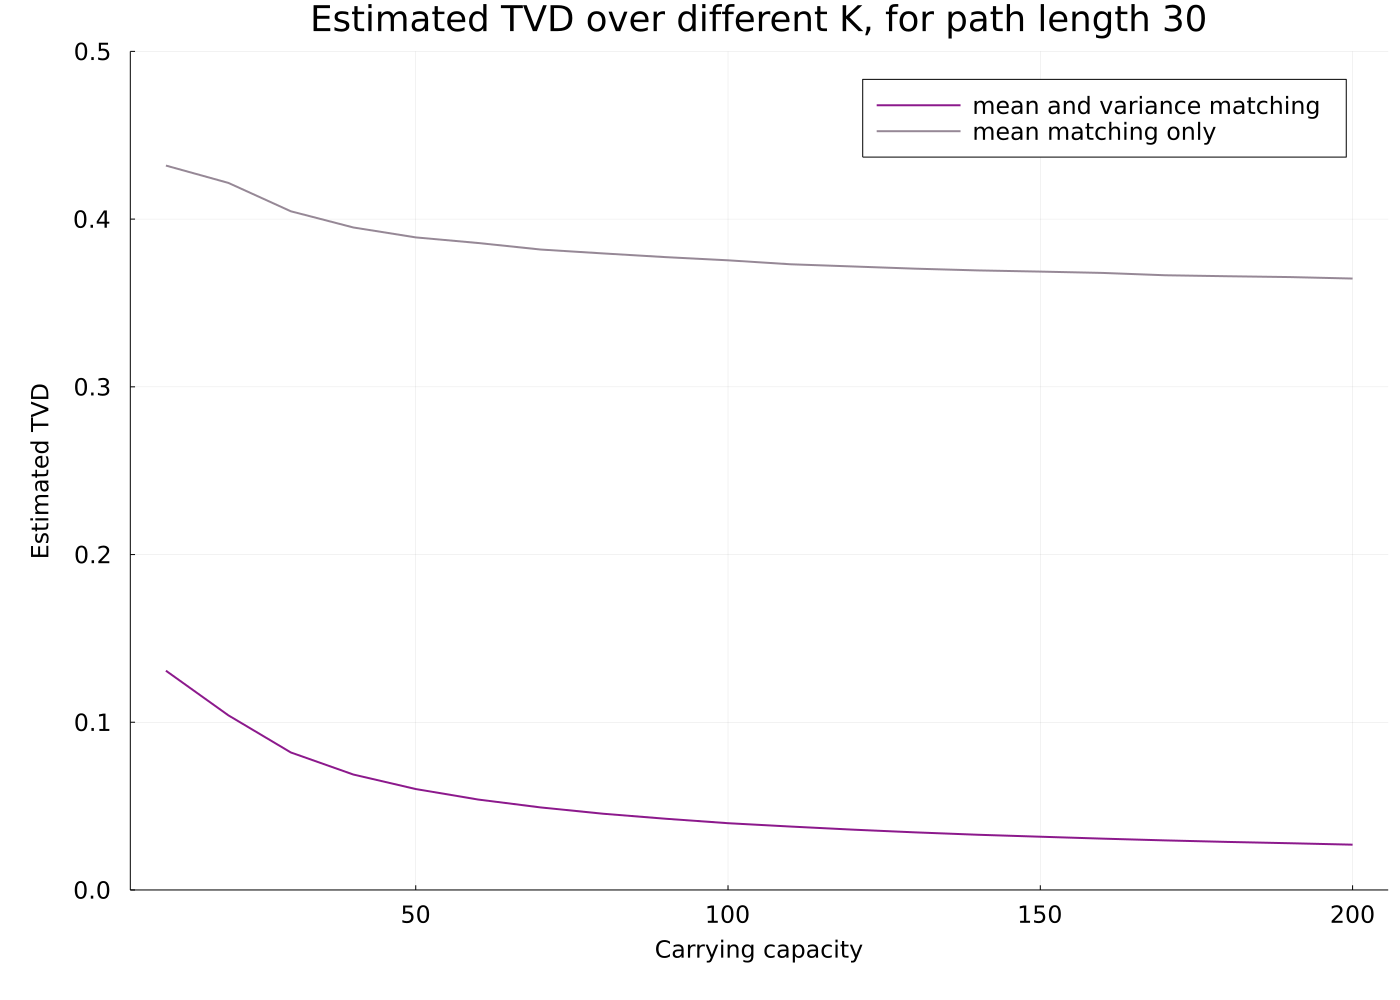 Estimated TVD over different K, for path length 30
0.5
0.4
0.3
0.2
0.1
0.0
Estimated TVD
mean and variance matching
mean matching only
50 100 150 200
Carrying capacity